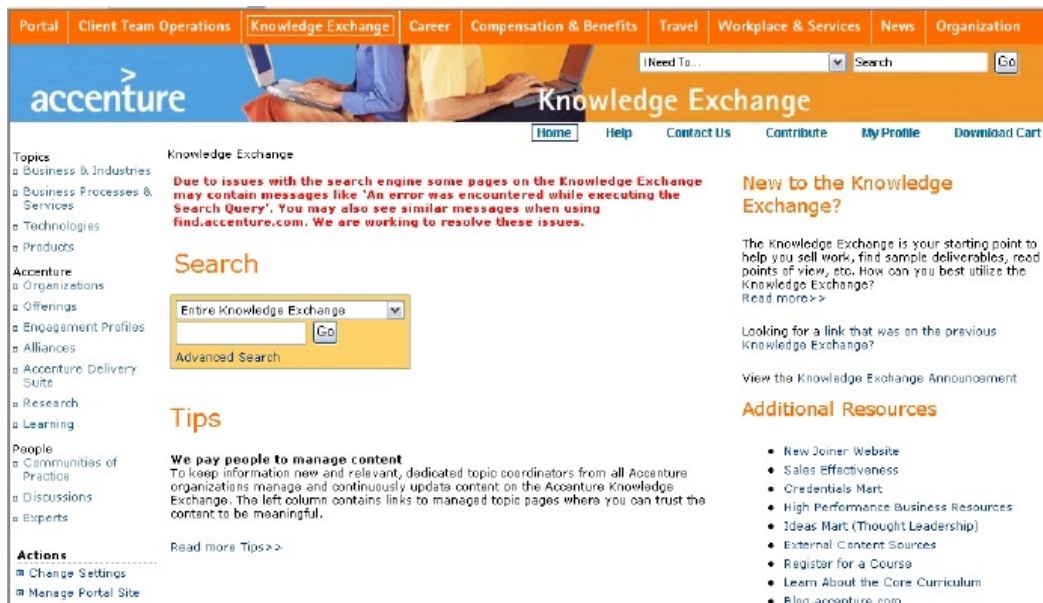 Portal Client Team Operations Knowledge Exchange Career Compensation & Benefits Travel Workplace & Services News Organization
I Need To... Search Go
>
accenture
Knowledge Exchange
Home Help Contact Us Contribute My Profile Download Cart
Topics
Business & Industries
Business Processes &
Services
Technologies
Products
Accenture
Organizations
Offerings
Engagement Profiles
Alliances
Accenture Delivery
Suite
Research
Learning
People
Communities of
Practice
Discussions
Experts
Actions
Change Settings
Manage Portal Site
Knowledge Exchange
Due to issues with the search engine some pages on the Knowledge Exchange
may contain messages like 'An error was encountered while executing the
Search Query'. You may also see similar messages when using
find.accenture.com. We are working to resolve these issues.
Search
Entire Knowledge Exchange
Go
Advanced Search
Tips
We pay people to manage content
To keep information new and relevant, dedicated topic coordinators from all Accenture
organizations manage and continuously update content on the Accenture Knowledge
Exchange. The left column contains links to managed topic pages where you can trust the
content to be meaningful.
Read more Tips>>
New to the Knowledge
Exchange?
The Knowledge Exchange is your starting point to
help you sell work, find sample deliverables, read
points of view, etc. How can you best utilize the
Knowledge Exchange?
Read more>>
Looking for a link that was on the previous
Knowledge Exchange?
View the Knowledge Exchange Announcement
Additional Resources
New Joiner Website
Sales Effectiveness
Credentials Mart
High Performance Business Resources
Ideas Mart (Thought Leadership)
External Content Sources
Register for a Course
Learn About the Core Curriculum
Blog.accenture.com